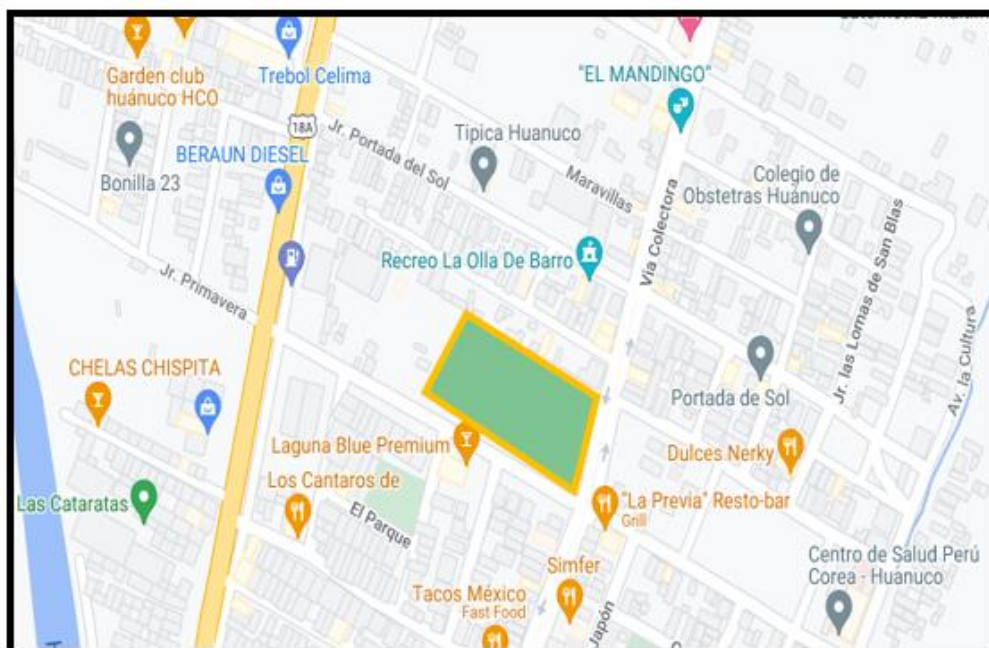 Garden club
huánuco HCO
Trebol Celima
"EL MANDINGO"
18A
Jr. Portada del Sol
Tipica Huanuco
BERAUN DIESEL
Bonilla 23
Maravillas
Colegio de
Obstetras Huánuco
Via Colectora
Recreo La Olla De Barro
Jr. Primavera
Jr. las Lomas de San Blas
Av. la Cultura
CHELAS CHISPITA
Portada de Sol
Laguna Blue Premium
Dulces Nerky
Los Cantaros de
Las Cataratas
El Parque
"La Previa" Resto-bar
Grill
Simfer
Centro de Salud Perú
Corea - Huanuco
Tacos México
Fast Food
Japón